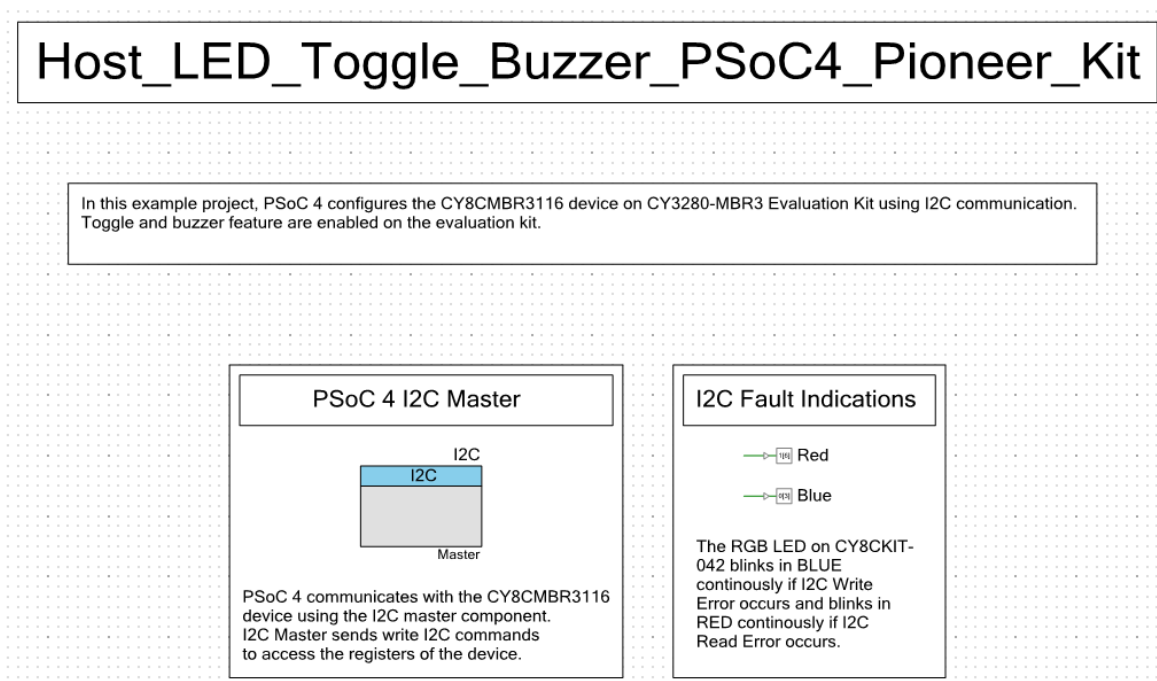 Host_LED_Toggle_Buzzer_PSoC4_Pioneer_Kit
In this example project, PSoC 4 configures the CY8CMBR3116 device on CY3280-MBR3 Evaluation Kit using I2C communication.
Toggle and buzzer feature are enabled on the evaluation kit.
PSoC 4 I2C Master
I2C
I2C
Master
PSoC 4 communicates with the CY8CMBR3116
device using the I2C master component.
I2C Master sends write I2C commands
to access the registers of the device.
I2C Fault Indications
1[6] Red
0[3] Blue
The RGB LED on CY8CKIT-
042 blinks in BLUE
continously if I2C Write
Error occurs and blinks in
RED continously if I2C
Read Error occurs.